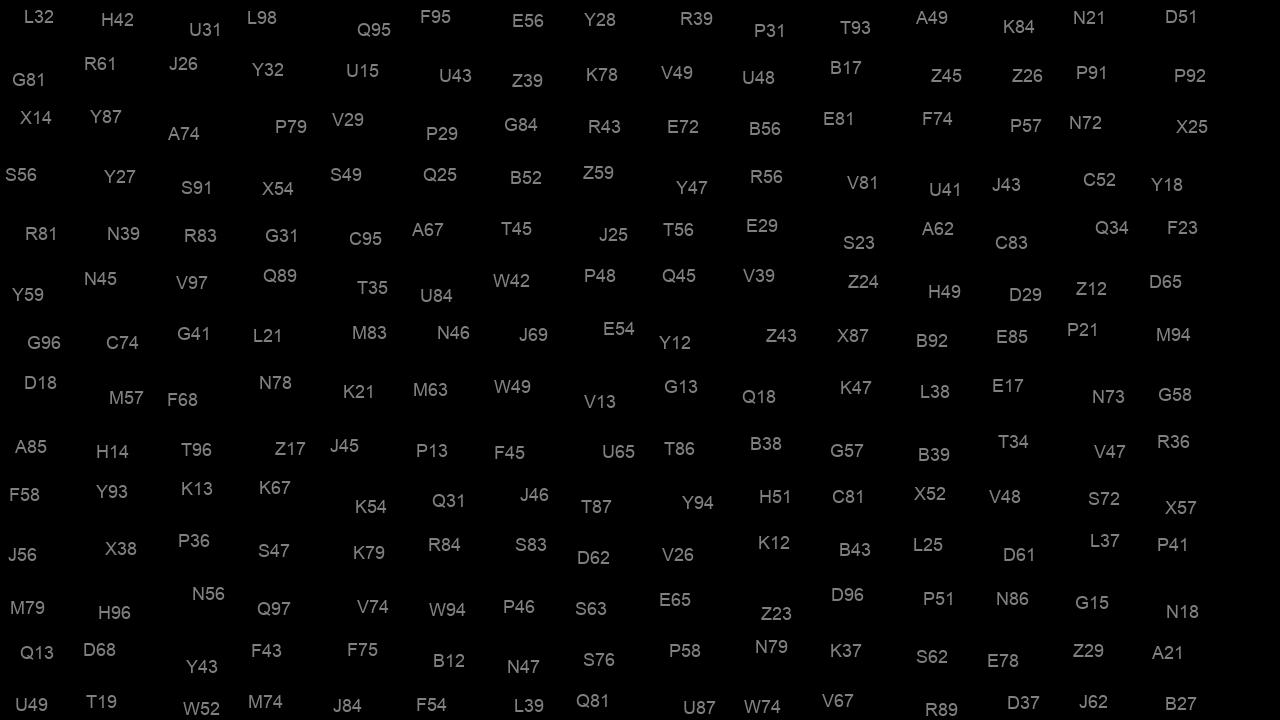 L32 H42 U31 L98 Q95 F95 E56 Y28 R39 P31 T93 A49 K84 N21 D51
G81 R61 J26 Y32 U15 U43 Z39 K78 V49 U48 B17 Z45 Z26 P91 P92
X14 Y87 A74 P79 V29 P29 G84 R43 E72 B56 E81 F74 P57 N72 X25
S56 Y27 S91 X54 S49 Q25 B52 Z59 Y47 R56 V81 U41 J43 C52 Y18
R81 N39 R83 G31 C95 A67 T45 J25 T56 E29 S23 A62 C83 Q34 F23
Y59 N45 V97 Q89 T35 U84 W42 P48 Q45 V39 Z24 H49 D29 Z12 D65
G96 C74 G41 L21 M83 N46 J69 E54 Y12 Z43 X87 B92 E85 P21 M94
D18 M57 F68 N78 K21 M63 W49 V13 G13 Q18 K47 L38 E17 N73 G58
A85 H14 T96 Z17 J45 P13 F45 U65 T86 B38 G57 B39 T34 V47 R36
F58 Y93 K13 K67 K54 Q31 J46 T87 Y94 H51 C81 X52 V48 S72 X57
J56 X38 P36 S47 K79 R84 S83 D62 V26 K12 B43 L25 D61 L37 P41
M79 H96 N56 Q97 V74 W94 P46 S63 E65 Z23 D96 P51 N86 G15 N18
Q13 D68 Y43 F43 F75 B12 N47 S76 P58 N79 K37 S62 E78 Z29 A21
U49 T19 W52 M74 J84 F54 L39 Q81 U87 W74 V67 R89 D37 J62 B27